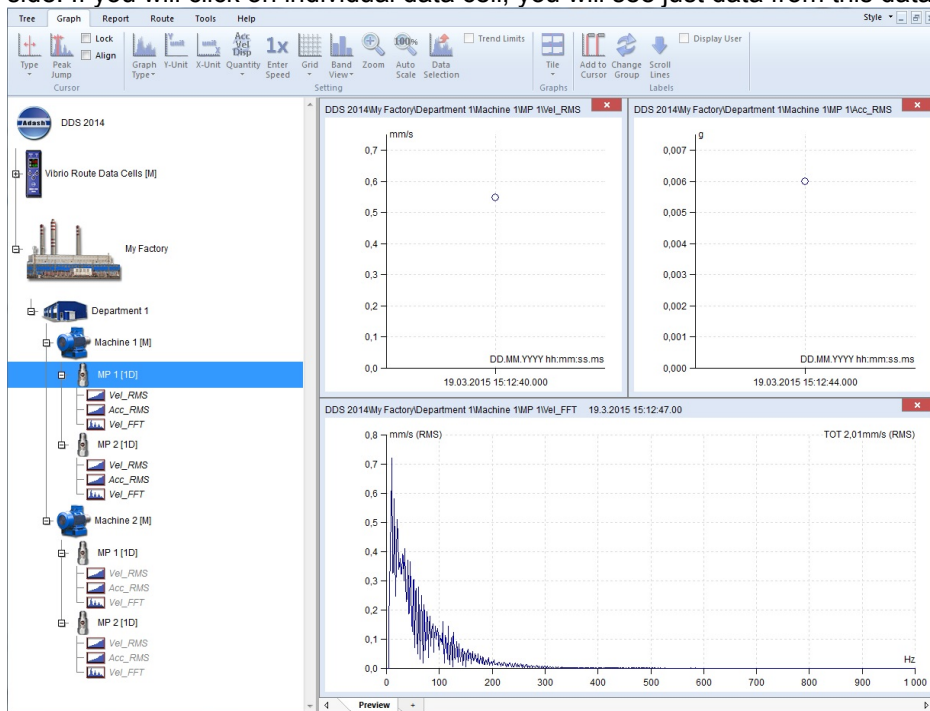 side. If you will click on individual data cell, you will see just data from this data
Tree Graph Report Route Tools Help Style
Lock
Align
Type
Peak Jump
Cursor
Graph Type
Y-Unit
X-Unit
Acc Vel Disp
Quantity
1x
Enter Speed
Grid
Band View
Zoom
100%
Auto Scale
Data Selection
Trend Limits
Setting
Tile
Graphs
Add to Cursor
Change Group
Scroll Lines
Display User
Labels
Adash
DDS 2014
Vibrio Route Data Cells [M]
My Factory
Department 1
Machine 1 [M]
MP 1 [1D]
Vel_RMS
Acc_RMS
Vel_FFT
MP 2 [1D]
Vel_RMS
Acc_RMS
Vel_FFT
Machine 2 [M]
MP 1 [1D]
Vel_RMS
Acc_RMS
Vel_FFT
MP 2 [1D]
Vel_RMS
Acc_RMS
Vel_FFT
DDS 2014\My Factory\Department 1\Machine 1\MP 1\Vel_RMS
mm/s
0,7
0,6
0,5
0,4
0,3
0,2
0,1
0,0
DD.MM.YYYY hh:mm:ss.ms
19.03.2015 15:12:40.000
DDS 2014\My Factory\Department 1\Machine 1\MP 1\Acc_RMS
g
0,007
0,006
0,005
0,004
0,003
0,002
0,001
0,000
DD.MM.YYYY hh:mm:ss.ms
19.03.2015 15:12:44.000
DDS 2014\My Factory\Department 1\Machine 1\MP 1\Vel_FFT 19.3.2015 15:12:47.00
mm/s (RMS)
TOT 2,01mm/s (RMS)
0,8
0,7
0,6
0,5
0,4
0,3
0,2
0,1
0,0
Hz
0 100 200 300 400 500 600 700 800 900 1 000
Preview +